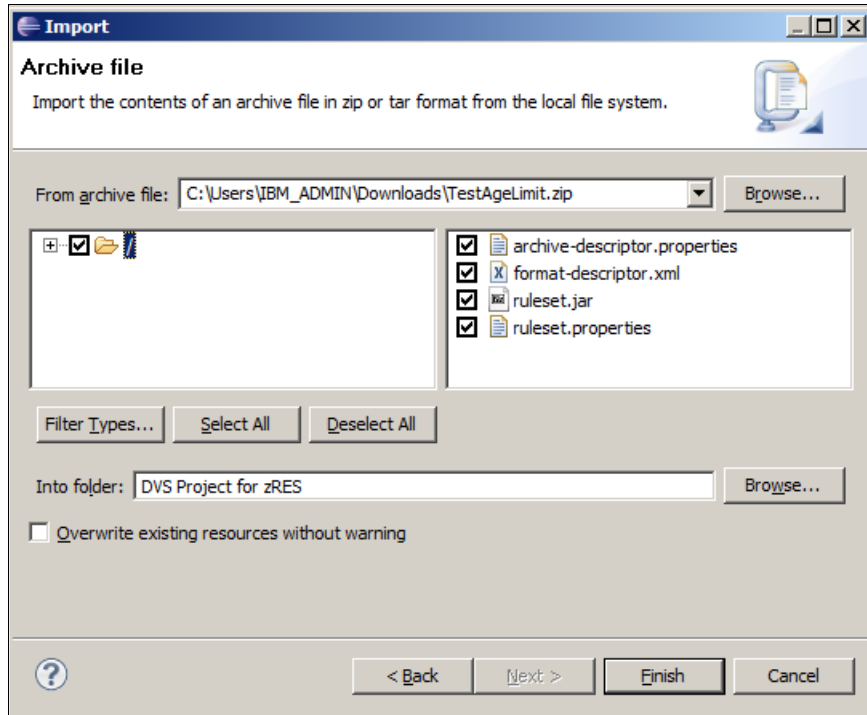 Import
Archive file
Import the contents of an archive file in zip or tar format from the local file system.
From archive file: C:\Users\IBM_ADMIN\Downloads\TestAgeLimit.zip Browse...
/ archive-descriptor.properties
format-descriptor.xml
ruleset.jar
ruleset.properties
Filter Types... Select All Deselect All
Into folder: DVS Project for zRES Browse...
Overwrite existing resources without warning
? < Back Next > Finish Cancel